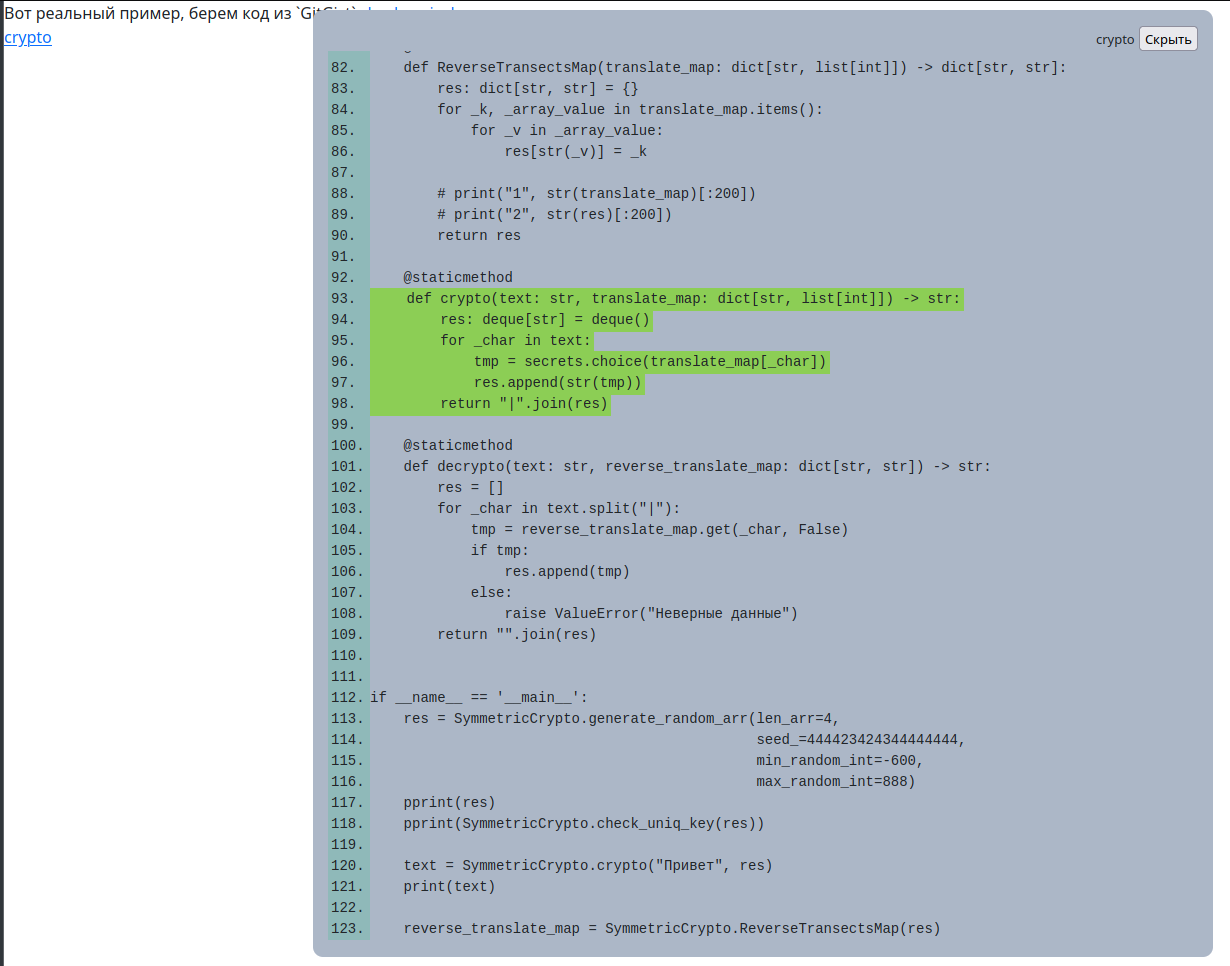 Вот реальный пример, берем код из `Git
crypto
crypto Скрыть
82. def ReverseTransectsMap(translate_map: dict[str, list[int]]) -> dict[str, str]:
83. res: dict[str, str] = {}
84. for _k, _array_value in translate_map.items():
85. for _v in _array_value:
86. res[str(_v)] = _k
87.
88. # print("1", str(translate_map)[:200])
89. # print("2", str(res)[:200])
90. return res
91.
92. @staticmethod
93. def crypto(text: str, translate_map: dict[str, list[int]]) -> str:
94. res: deque[str] = deque()
95. for _char in text:
96. tmp = secrets.choice(translate_map[_char])
97. res.append(str(tmp))
98. return "|".join(res)
99.
100. @staticmethod
101. def decrypto(text: str, reverse_translate_map: dict[str, str]) -> str:
102. res = []
103. for _char in text.split("|"):
104. tmp = reverse_translate_map.get(_char, False)
105. if tmp:
106. res.append(tmp)
107. else:
108. raise ValueError("Неверные данные")
109. return "".join(res)
110.
111.
112. if __name__ == '__main__':
113. res = SymmetricCrypto.generate_random_arr(len_arr=4,
114. seed_=444423424344444444,
115. min_random_int=-600,
116. max_random_int=888)
117. pprint(res)
118. pprint(SymmetricCrypto.check_uniq_key(res))
119.
120. text = SymmetricCrypto.crypto("Привет", res)
121. print(text)
122.
123. reverse_translate_map = SymmetricCrypto.ReverseTransectsMap(res)